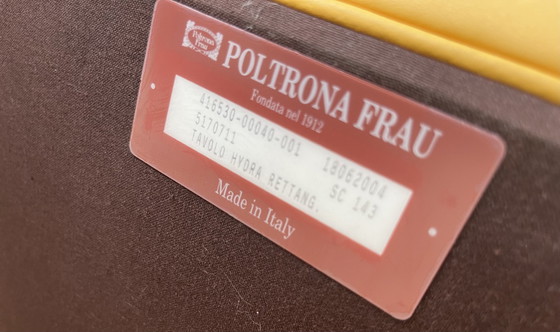 Poltrona
Frau
POLTRONA FRAU
Fondata nel 1912
416530-00040-001 18062004
5170711 SC 143
TAVOLO HYDRA RETTANG.
Made in Italy